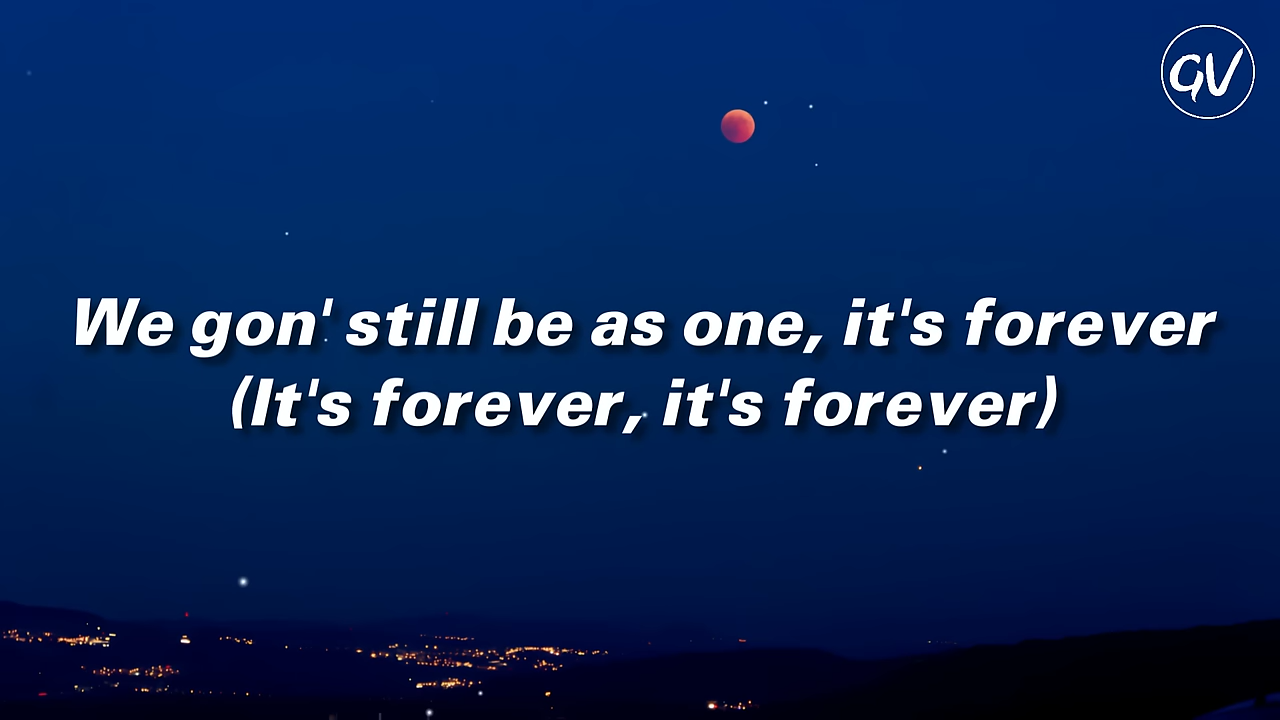 GV
We gon' still be as one, it's forever
(It's forever, it's forever)